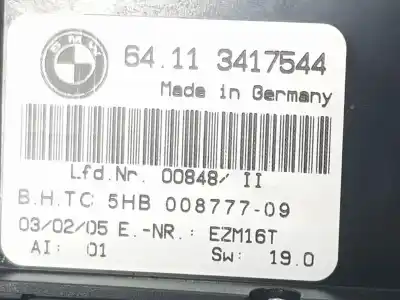 BMW
64.11 3417544
Made in Germany
Lfd.Nr. 00848/ II
B.H.TC 5HB 008777-09
03/02/05 E.-NR.: EZM16T
AI: 01 Sw: 19.0